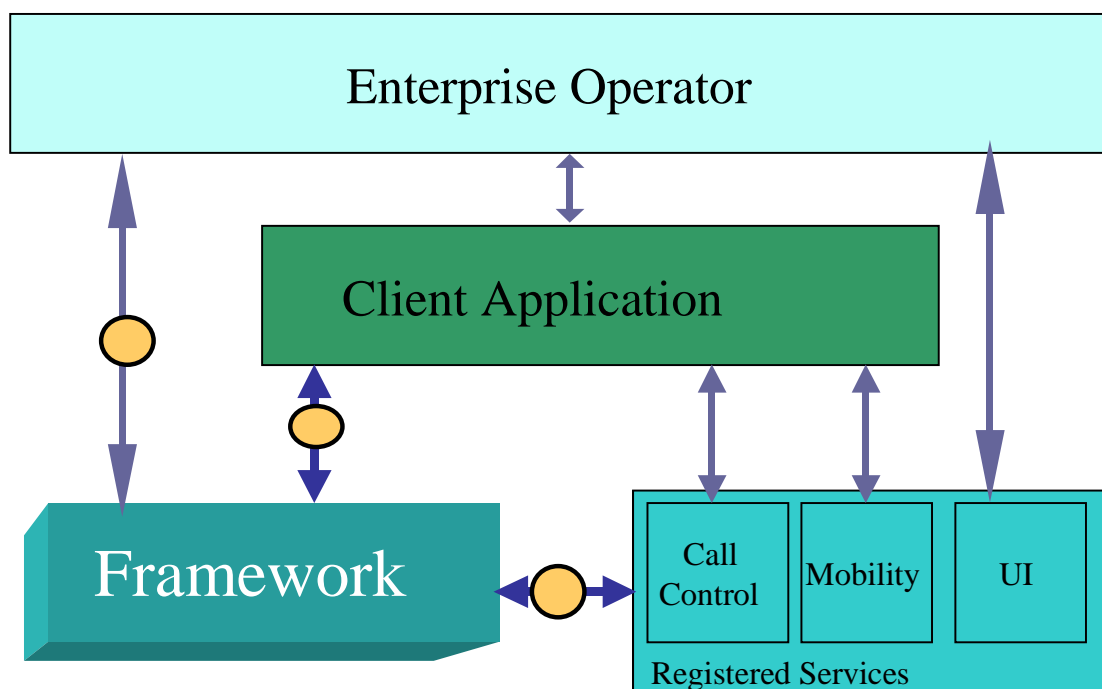 Enterprise Operator
Client Application
Framework
Call
Control
Mobility
UI
Registered Services